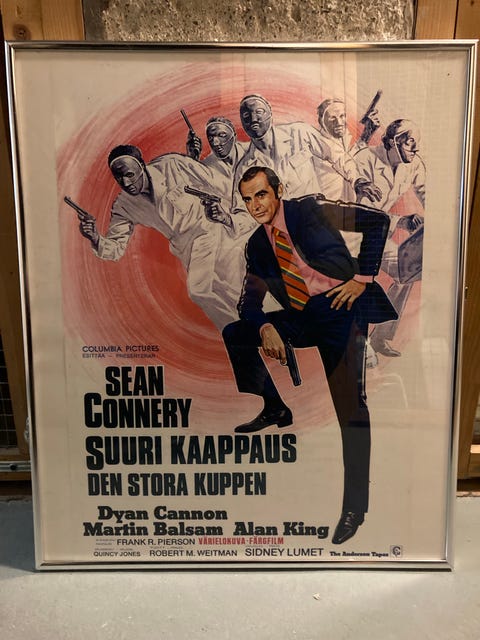 COLUMBIA PICTURES
ESITTÄÄ — PRESENTERAR
SEAN
CONNERY
SUURI KAAPPAUS
DEN STORA KUPPEN
Dyan Cannon
Martin Balsam Alan King
FRANK R. PIERSON VÄRIELOKUVA-FÄRGFILM
QUINCY JONES ROBERT M. WEITMAN SIDNEY LUMET The Anderson Tapes